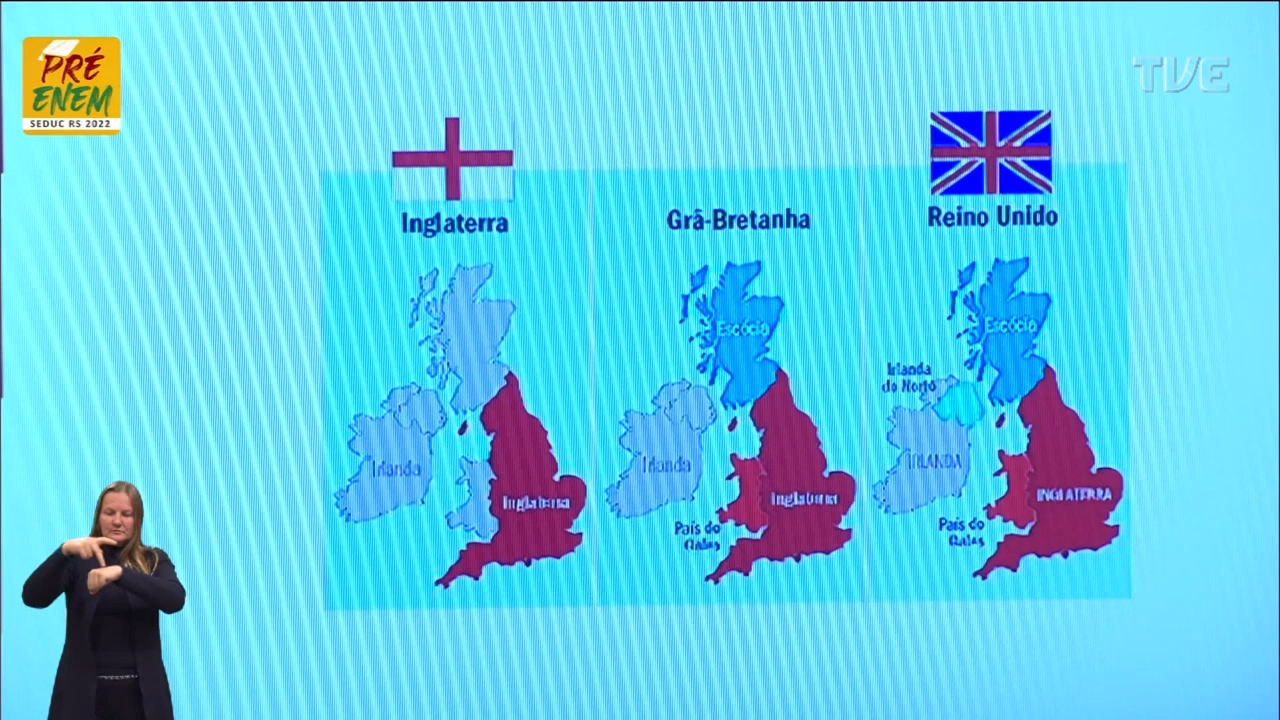 PRÉ
ENEM
SEDUC RS 2022
TVE
Inglaterra
Grã-Bretanha
Reino Unido
Escócia
Escócia
Irlanda
do Norte
Irlanda
Irlanda
IRLANDA
Inglaterra
Inglaterra
INGLATERRA
País de
Gales
País de
Gales